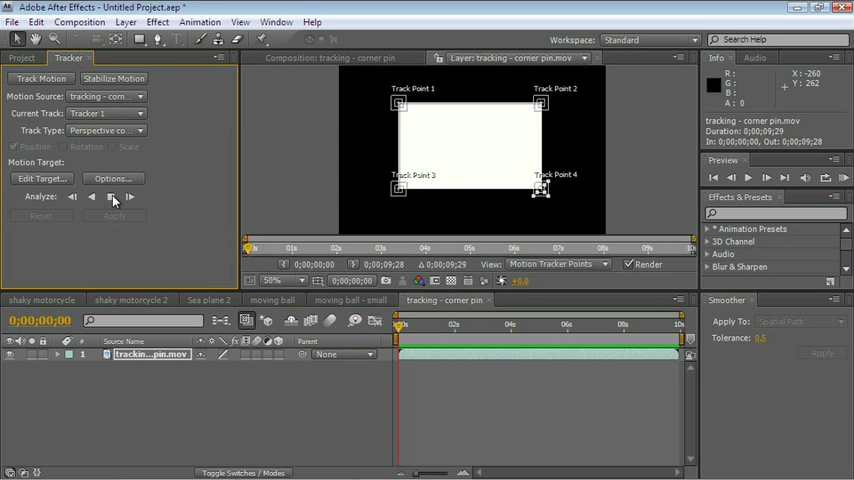 Adobe After Effects - Untitled Project.aep *
File Edit Composition Layer Effect Animation View Window Help
Workspace: Standard Search Help
Project Tracker Composition: tracking - corner pin Layer: tracking - corner pin.mov Info Audio
Track Motion Stabilize Motion
Motion Source: tracking - corn...
Current Track: Tracker 1
Track Type: Perspective co...
Position Rotation Scale
Motion Target:
Edit Target... Options...
Analyze:
Reset Apply
Track Point 1 Track Point 2
Track Point 3 Track Point 4
R : X : -260
G : Y : 262
B :
A : 0
tracking - corner pin.mov
Duration: 0;00;09;29
In: 0;00;00;00, Out: 0;00;09;28
Preview
Effects & Presets
* Animation Presets
3D Channel
Audio
Blur & Sharpen
00s 01s 02s 03s 04s 05s 06s 07s 08s 09s 10s
0;00;00;00 0;00;09;28 0;00;09;29 View: Motion Tracker Points Render
50% 0;00;00;00 +0.0
shaky motorcycle shaky motorcycle 2 Sea plane 2 moving ball moving ball - small tracking - corner pin
0;00;00;00
02s 04s 06s 08s 10s
# Source Name Parent
1 trackin...pin.mov None
Smoother
Apply To: Spatial Path
Tolerance: 0.5
Apply
Toggle Switches / Modes